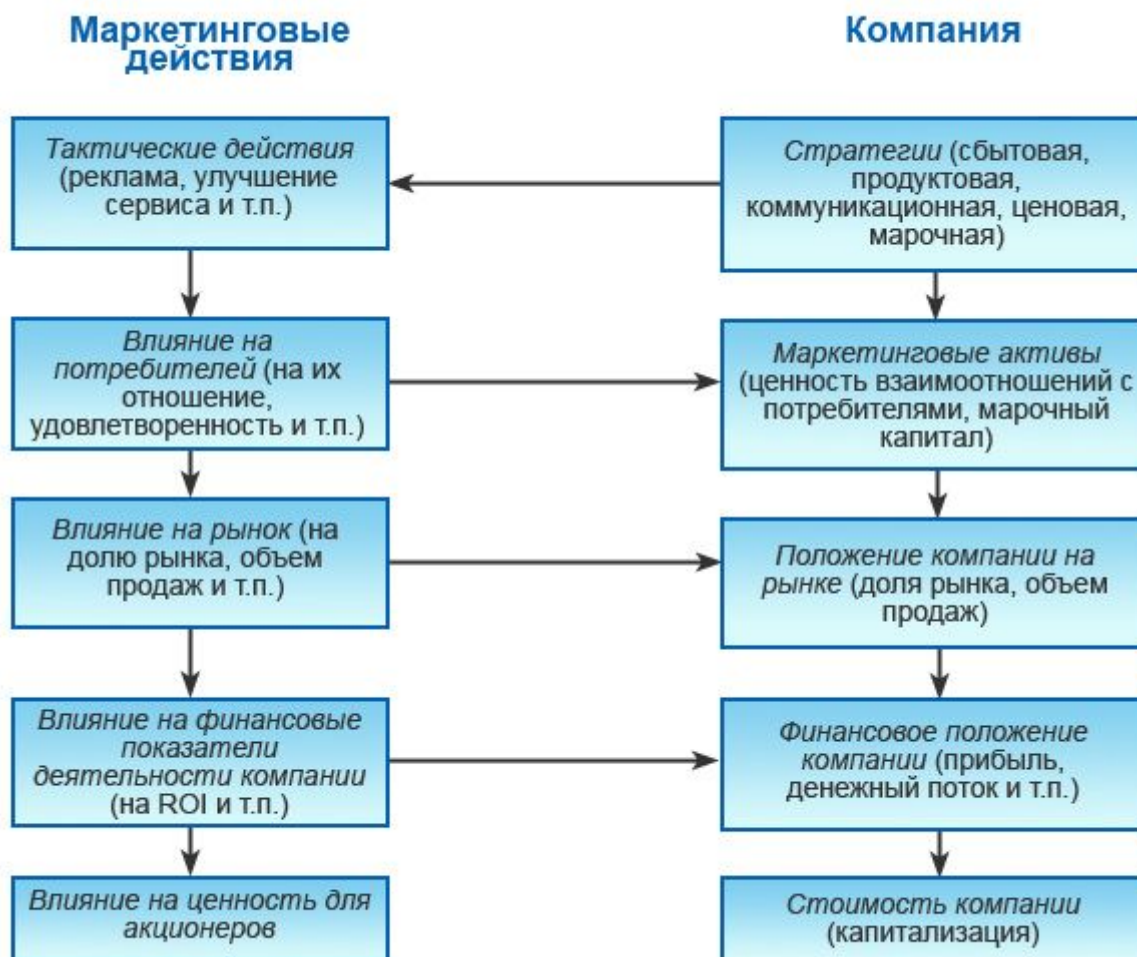 Маркетинговые
действия
Компания
Тактические действия
(реклама, улучшение
сервиса и т.п.)
Стратегии (сбытовая,
продуктовая,
коммуникационная, ценовая,
марочная)
Влияние на
потребителей (на их
отношение,
удовлетворенность и т.п.)
Маркетинговые активы
(ценность взаимоотношений с
потребителями, марочный
капитал)
Влияние на рынок (на
долю рынка, объем
продаж и т.п.)
Положение компании на
рынке (доля рынка, объем
продаж)
Влияние на финансовые
показатели
деятельности компании
(на ROI и т.п.)
Финансовое положение
компании (прибыль,
денежный поток и т.п.)
Влияние на ценность для
акционеров
Стоимость компании
(капитализация)